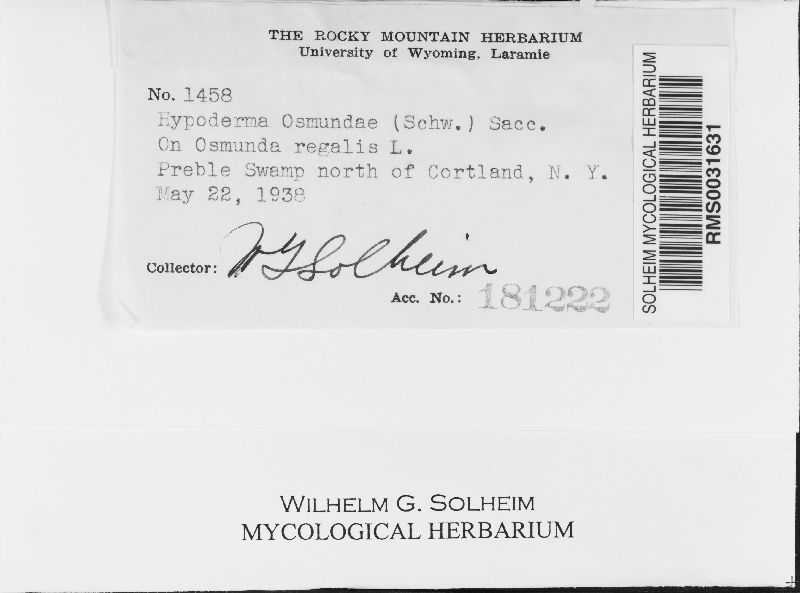 THE ROCKY MOUNTAIN HERBARIUM
University of Wyoming, Laramie
No. 1458
Hypoderma Osmundae (Schw.) Sacc.
On Osmunda regalis L.
Preble Swamp north of Cortland, N. Y.
May 22, 1938
Collector: W G Solheim
Acc. No.: 181222
SOLHEIM MYCOLOGICAL HERBARIUM
RMS0031631
WILHELM G. SOLHEIM
MYCOLOGICAL HERBARIUM